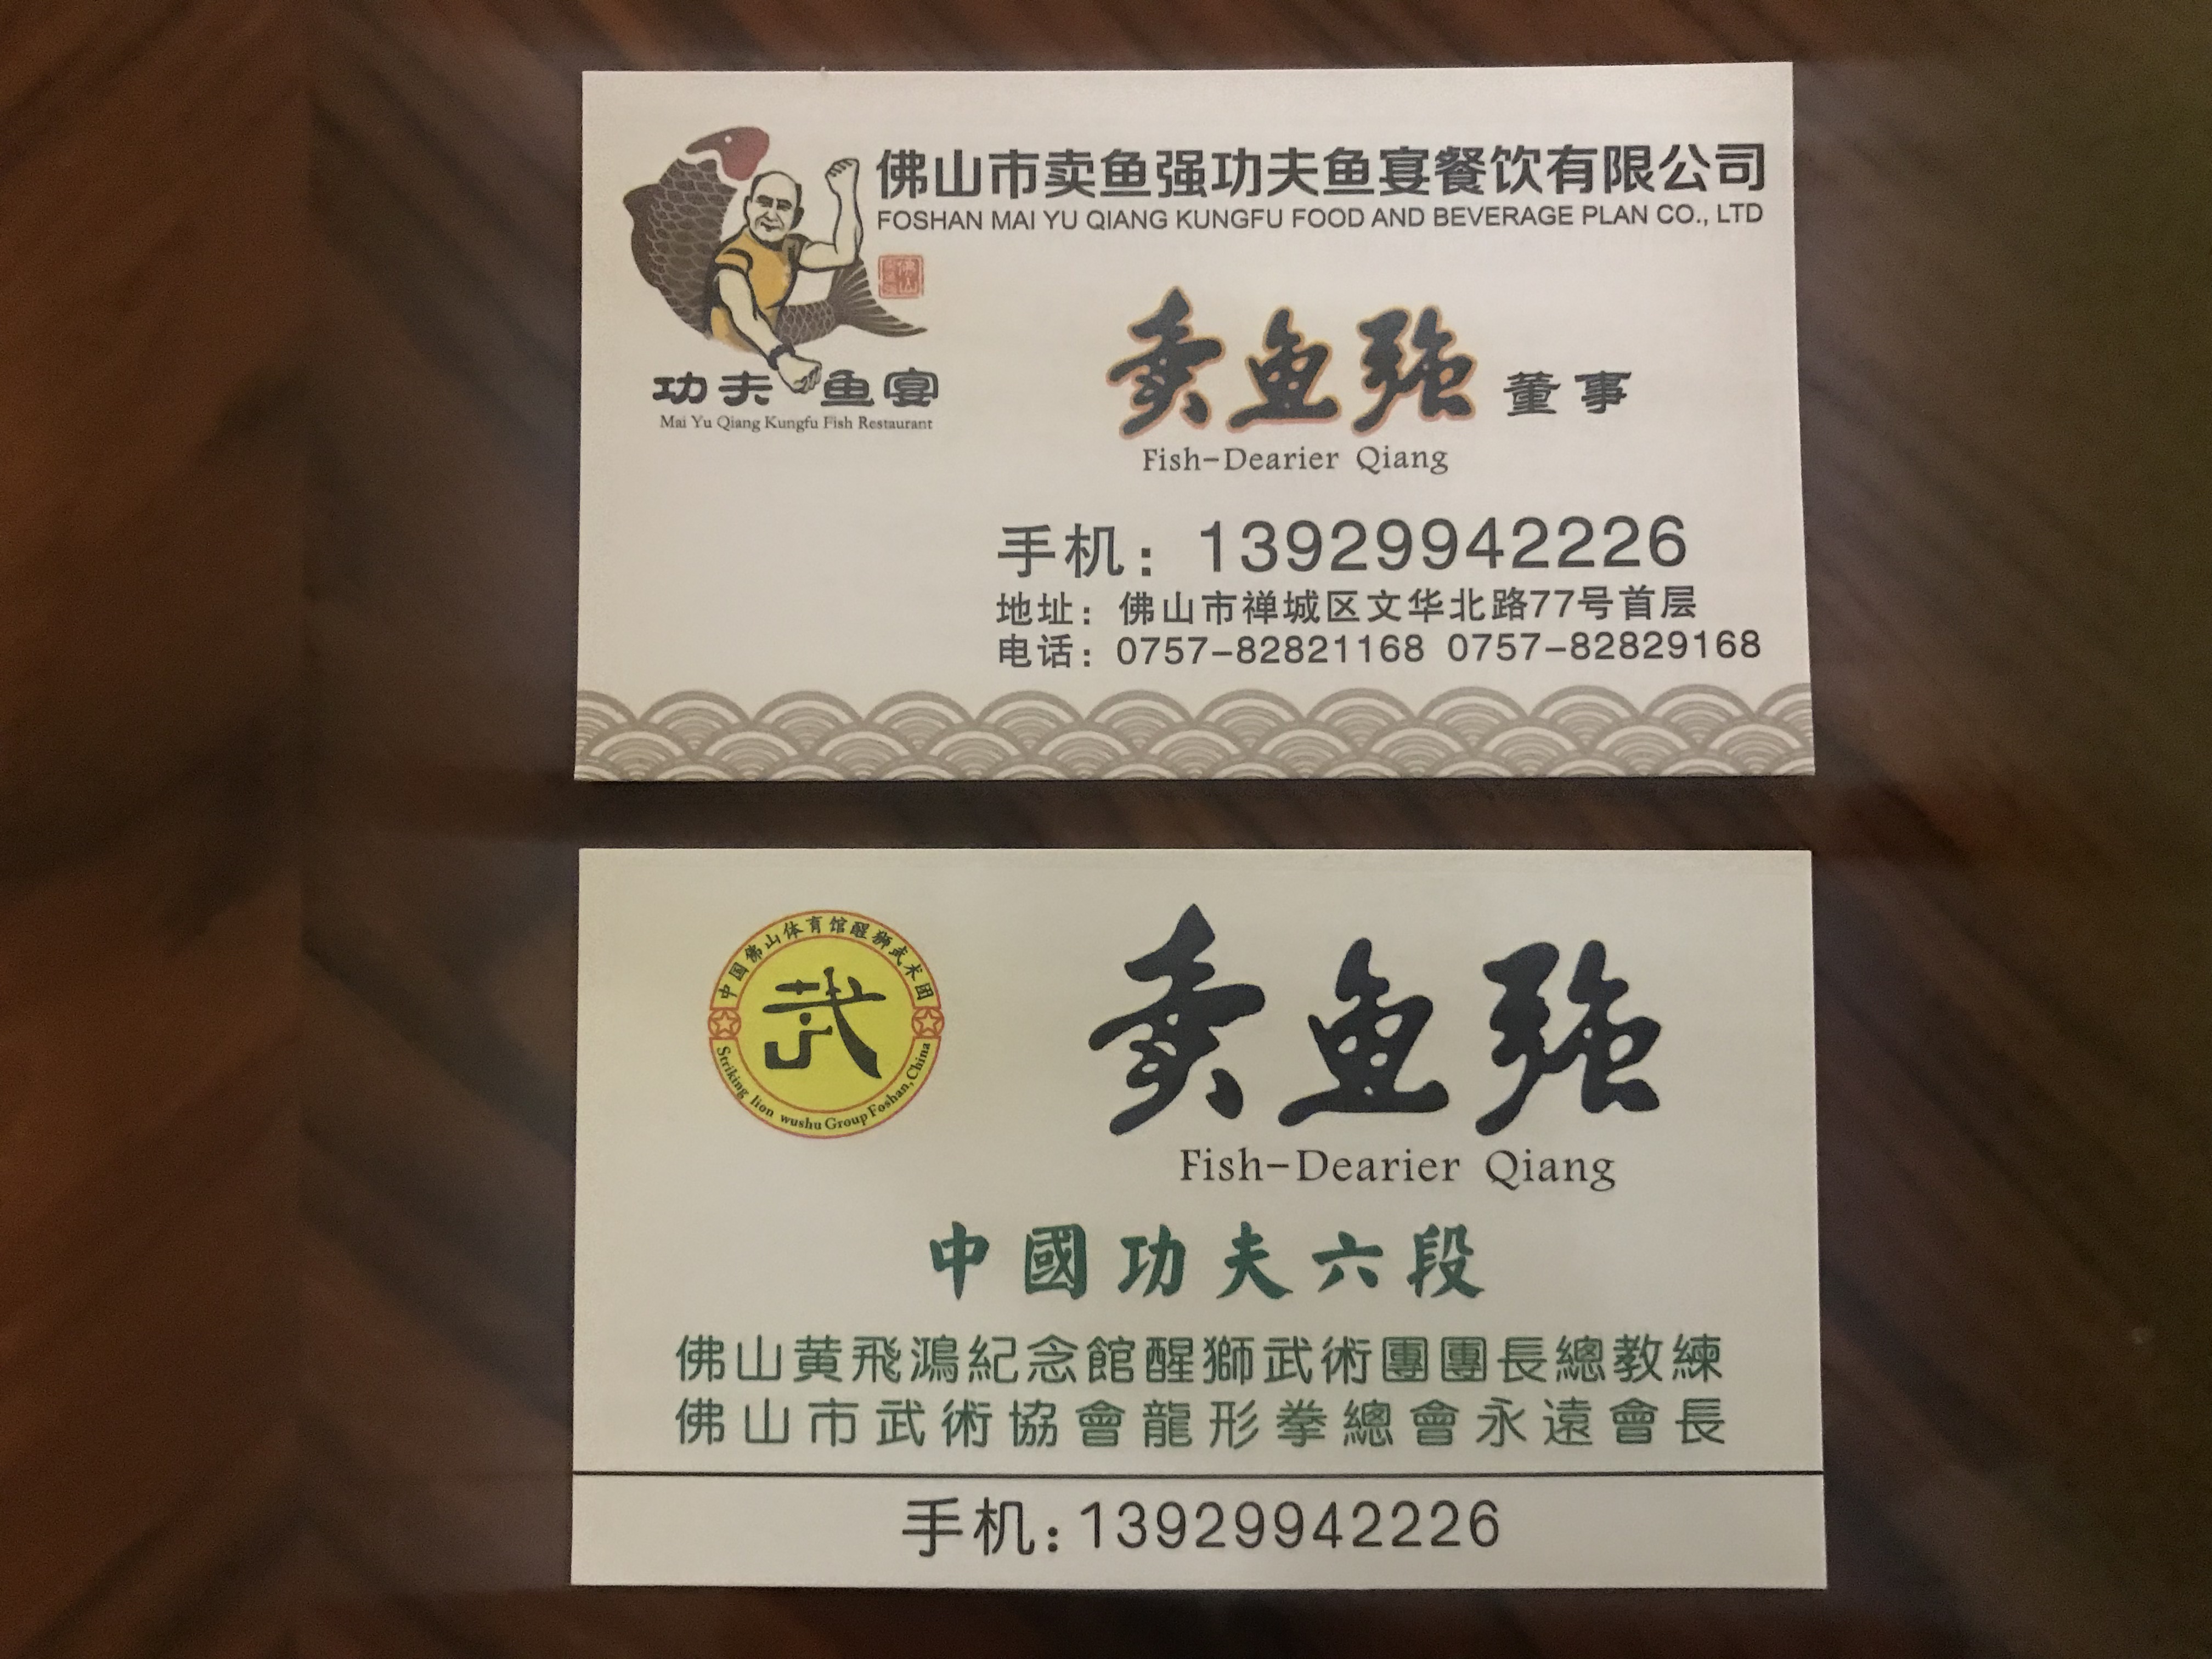 佛山市卖鱼强功夫鱼宴餐饮有限公司
FOSHAN MAI YU QIANG KUNGFU FOOD AND BEVERAGE PLAN CO., LTD
佛山
功夫鱼宴
Mai Yu Qiang Kungfu Fish Restaurant
卖鱼强 董事
Fish-Dearier Qiang
手机：13929942226
地址：佛山市禅城区文华北路77号首层
电话：0757-82821168 0757-82829168
中国佛山体育馆醒狮武术团
武
Striking lion wushu Group Foshan, China
卖鱼强
Fish-Dearier Qiang
中國功夫六段
佛山黄飛鴻紀念館醒獅武術團團長總教練
佛山市武術協會龍形拳總會永遠會長
手机:13929942226